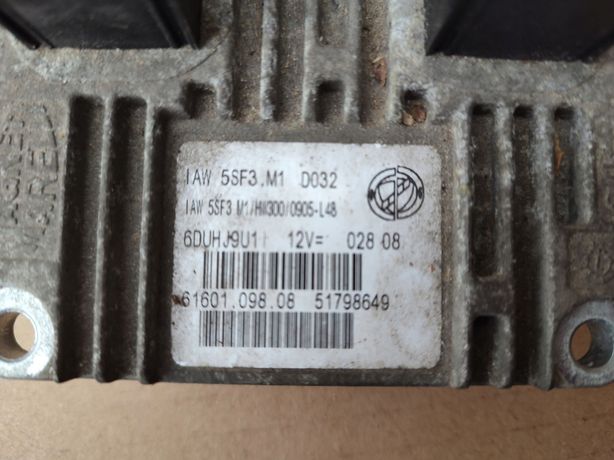 IAW 5SF3.M1 D032
IAW 5SF3 M1/HW300/0905-L48
6DUHJ9U1 12V= 028 08
61601.098.08 51798649